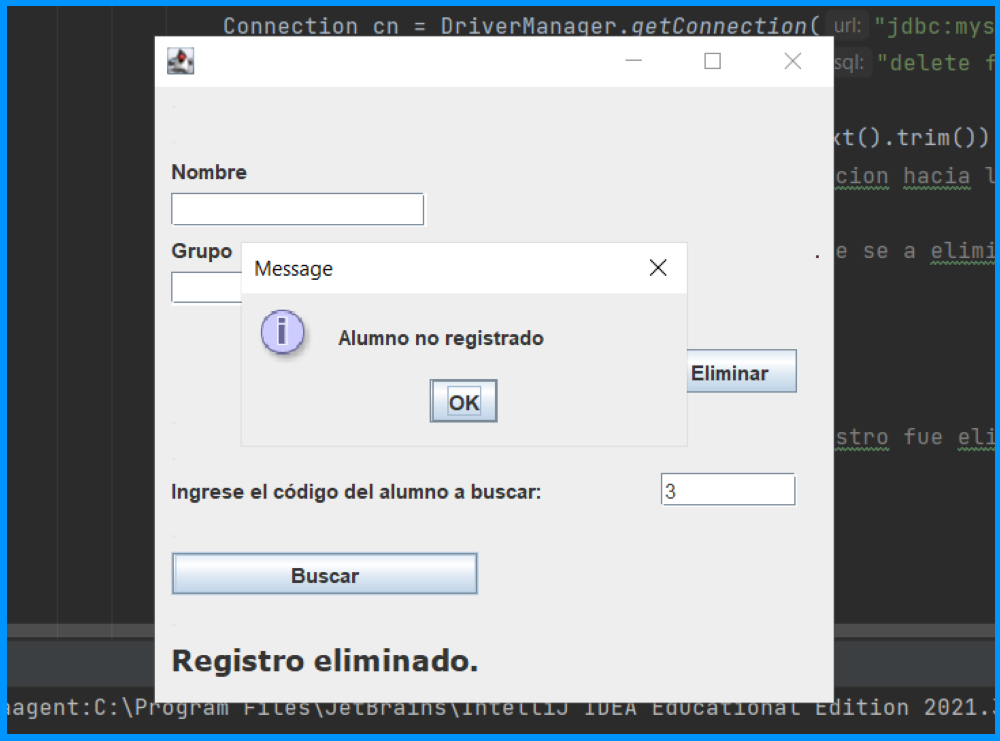 Connection cn = DriverManager.getConnection( url: "jdbc:mys
sql: "delete f
xt().trim())
cion hacia l
Nombre
Grupo
e se a elimi
Message
Alumno no registrado
OK
Eliminar
stro fue eli
Ingrese el código del alumno a buscar:
3
Buscar
Registro eliminado.
aagent:C:\Program Files\JetBrains\IntelliJ IDEA Educational Edition 2021.